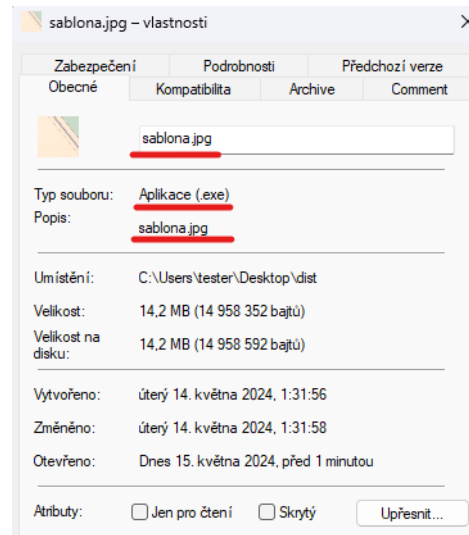 sablona.jpg – vlastnosti
Zabezpečení Podrobnosti Předchozí verze
Obecné Kompatibilita Archive Comment
sablona.jpg
Typ souboru: Aplikace (.exe)
Popis: sablona.jpg
Umístění: C:\Users\tester\Desktop\dist
Velikost: 14,2 MB (14 958 352 bajtů)
Velikost na disku: 14,2 MB (14 958 592 bajtů)
Vytvořeno: úterý 14. května 2024, 1:31:56
Změněno: úterý 14. května 2024, 1:31:58
Otevřeno: Dnes 15. května 2024, před 1 minutou
Atributy: Jen pro čtení Skrytý Upřesnit...